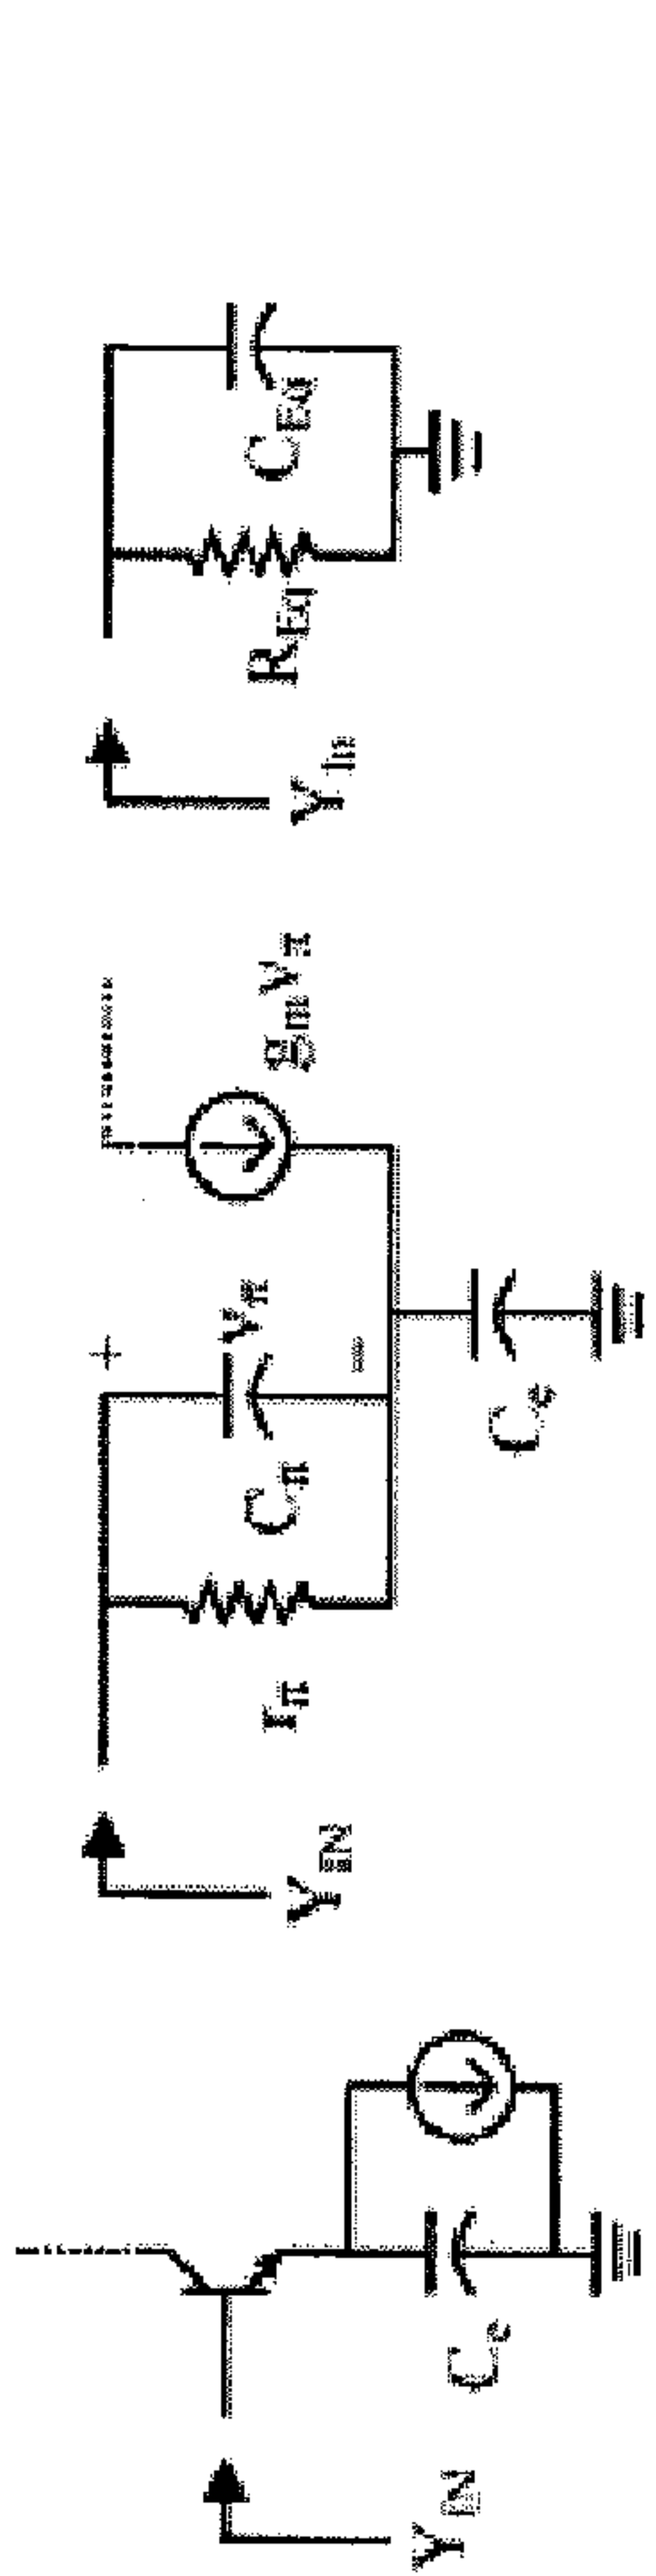 Y_IN
C_e
Y_IN
r_π
C_π
+
V_π
−
g_m V_π
C_e
Y_In
R_Eq
C_Eq